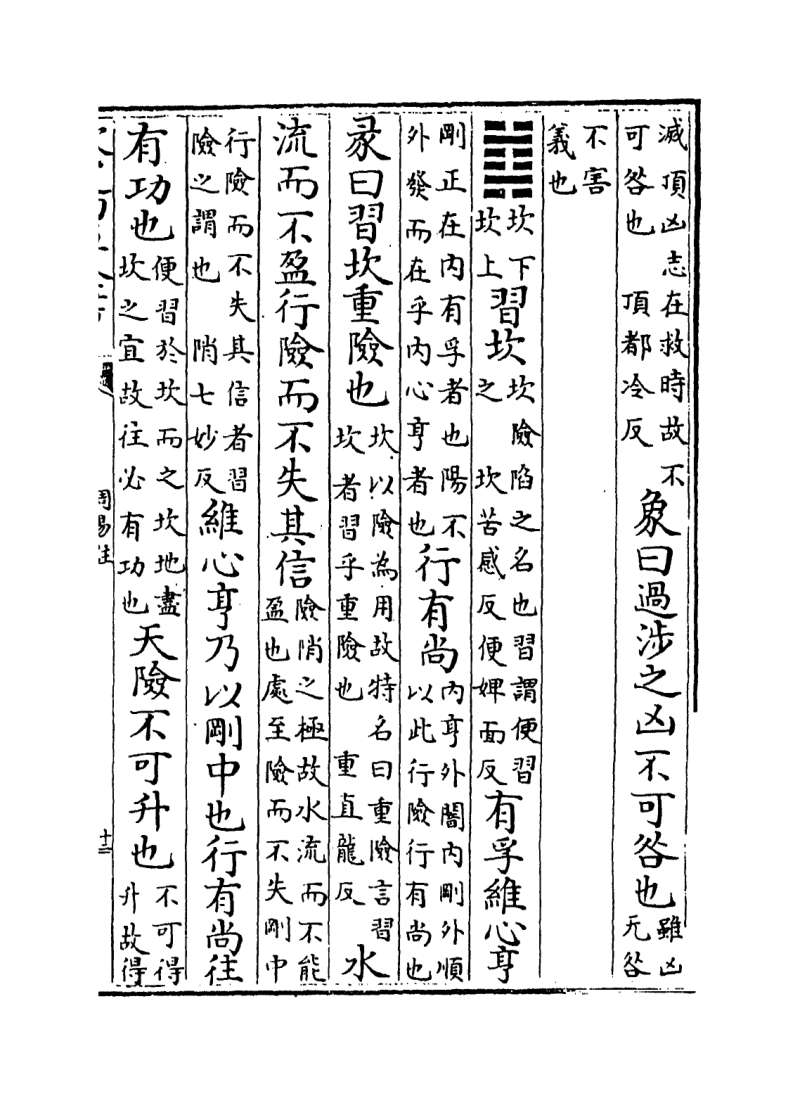 滅頂凶志在救時故不可咎也　頂都冷反象曰過涉之凶不可咎也雖凶无咎
不害義也
䷜坎下坎上習坎坎險陷之名也習謂便習之　坎苦感反便婢面反有孚維心亨
剛正在内有孚者也陽不外發而在乎内心亨者也行有尚内亨外闇内剛外順以此行險行有尚也
彖曰習坎重險也坎以險為用故特名曰重險言習坎者習乎重險也　重直龍反水
流而不盈行險而不失其信險陗之極故水流而不能盈也處至險而不失剛中
行險而不失其信者習險之謂也　陗七妙反維心亨乃以剛中也行有尚往
有功也便習於坎而之坎地盡坎之宜故往必有功也天險不可升也不可得升故得
周易注
十二